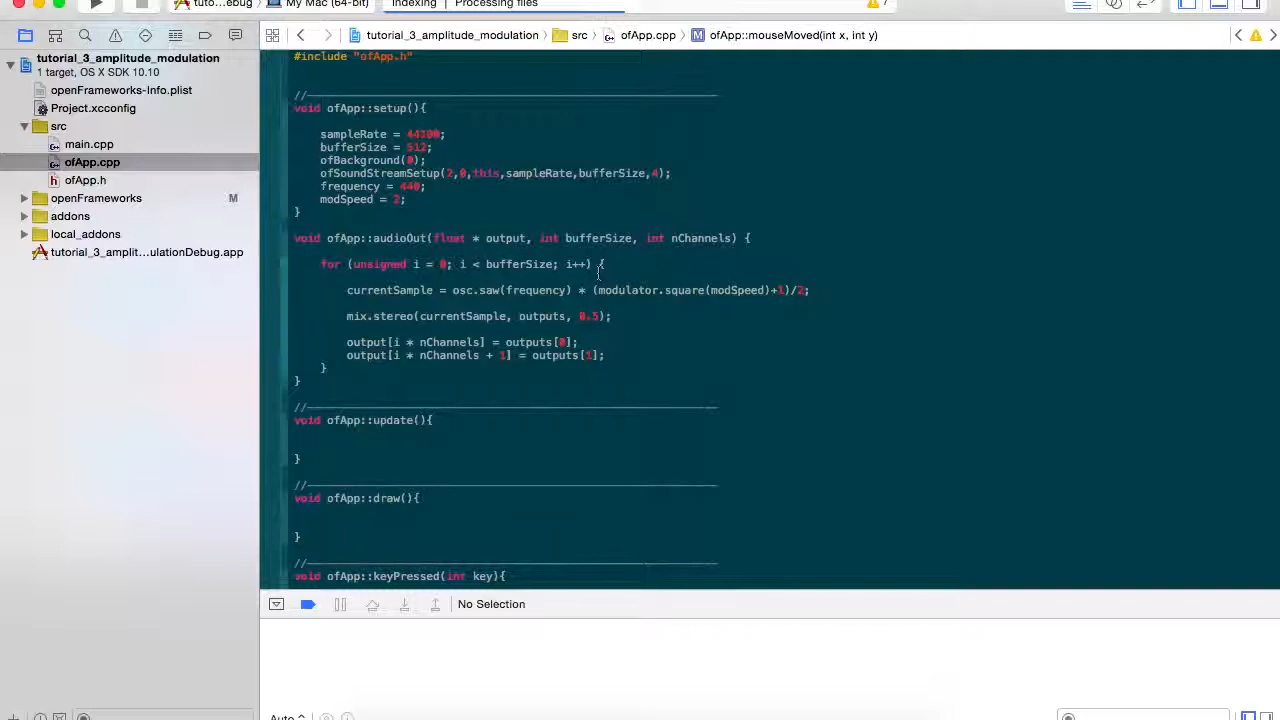 tuto...ebug
My Mac (64-bit)
Indexing
Processing files
7
tutorial_3_amplitude_modulation
src
ofApp.cpp
ofApp::mouseMoved(int x, int y)
tutorial_3_amplitude_modulation
1 target, OS X SDK 10.10
openFrameworks-Info.plist
Project.xcconfig
src
main.cpp
ofApp.cpp
ofApp.h
openFrameworks M
addons
local_addons
tutorial_3_amplit...ulationDebug.app
#include "ofApp.h"
//--------------------------------------------------------------
void ofApp::setup(){
sampleRate = 44100;
bufferSize = 512;
ofBackground(0);
ofSoundStreamSetup(2,0,this,sampleRate,bufferSize,4);
frequency = 440;
modSpeed = 2;
}
void ofApp::audioOut(float * output, int bufferSize, int nChannels) {
for (unsigned i = 0; i < bufferSize; i++) {
currentSample = osc.saw(frequency) * (modulator.square(modSpeed)+1)/2;
mix.stereo(currentSample, outputs, 0.5);
output[i * nChannels] = outputs[0];
output[i * nChannels + 1] = outputs[1];
}
}
//--------------------------------------------------------------
void ofApp::update(){
}
//--------------------------------------------------------------
void ofApp::draw(){
}
//--------------------------------------------------------------
void ofApp::keyPressed(int key){
No Selection
Auto